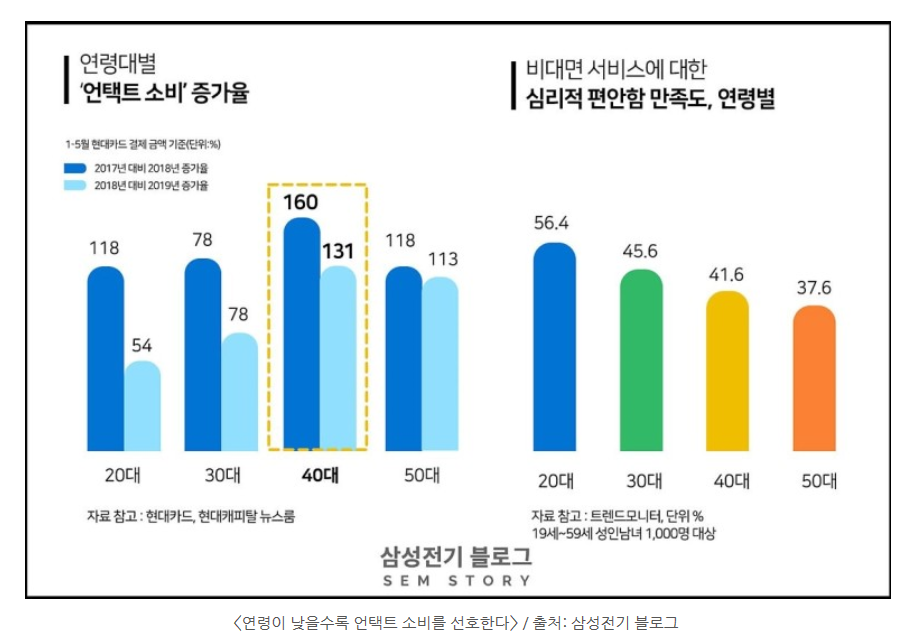 연령대별
‘언택트 소비’ 증가율
1-5월 현대카드 결제 금액 기준(단위:%)
2017년 대비 2018년 증가율
2018년 대비 2019년 증가율
118
54
78
78
160
131
118
113
20대
30대
40대
50대
자료 참고 : 현대카드, 현대캐피탈 뉴스룸
비대면 서비스에 대한
심리적 편안함 만족도, 연령별
56.4
45.6
41.6
37.6
20대
30대
40대
50대
자료 참고 : 트렌드모니터, 단위 %
19세~59세 성인남녀 1,000명 대상
삼성전기 블로그
SEM STORY
<연령이 낮을수록 언택트 소비를 선호한다> / 출처: 삼성전기 블로그